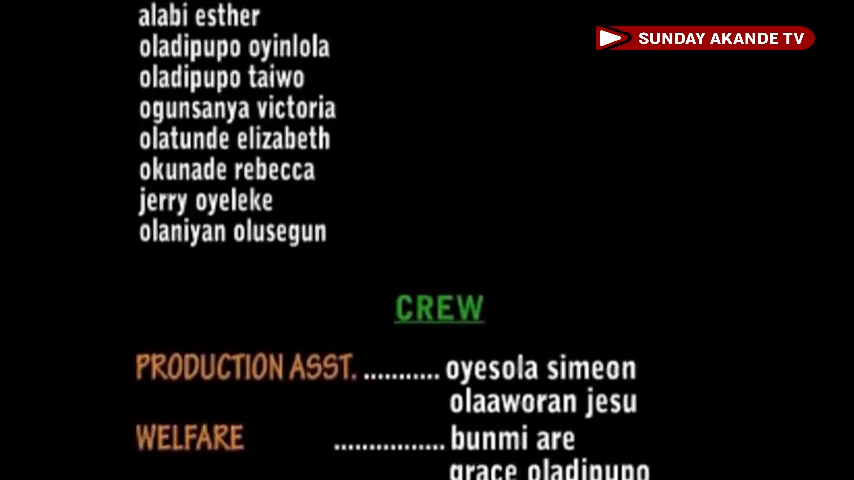 alabi esther
SUNDAY AKANDE TV
oladipupo oyinlola
oladipupo taiwo
ogunsanya victoria
olatunde elizabeth
okunade rebecca
jerry oyeleke
olaniyan olusegun
CREW
PRODUCTION ASST. ........... oyesola simeon
olaaworan jesu
WELFARE ................ bunmi are
grace oladipupo